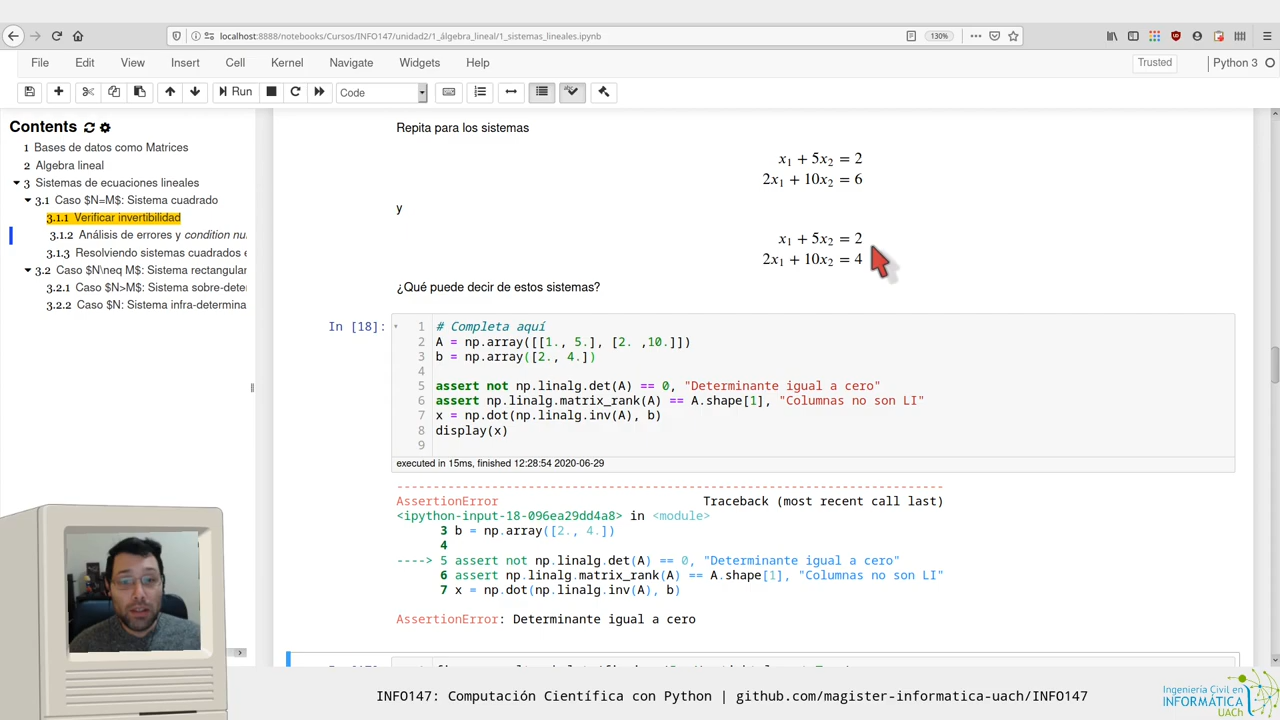 localhost:8888/notebooks/Cursos/INFO147/unidad2/1_álgebra_lineal/1_sistemas_lineales.ipynb
130%
File Edit View Insert Cell Kernel Navigate Widgets Help
Trusted
Python 3
Run
Code
Contents
1 Bases de datos como Matrices
2 Algebra lineal
3 Sistemas de ecuaciones lineales
3.1 Caso $N=M$: Sistema cuadrado
3.1.1 Verificar invertibilidad
3.1.2 Análisis de errores y condition nu
3.1.3 Resolviendo sistemas cuadrados e
3.2 Caso $N\neq M$: Sistema rectangular
3.2.1 Caso $N>M$: Sistema sobre-deter
3.2.2 Caso $N: Sistema infra-determina
Repita para los sistemas
x₁ + 5x₂ = 2
2x₁ + 10x₂ = 6
y
x₁ + 5x₂ = 2
2x₁ + 10x₂ = 4
¿Qué puede decir de estos sistemas?
In [18]:
1 # Completa aquí
2 A = np.array([[1., 5.], [2. ,10.]])
3 b = np.array([2., 4.])
4
5 assert not np.linalg.det(A) == 0, "Determinante igual a cero"
6 assert np.linalg.matrix_rank(A) == A.shape[1], "Columnas no son LI"
7 x = np.dot(np.linalg.inv(A), b)
8 display(x)
9
executed in 15ms, finished 12:28:54 2020-06-29
---------------------------------------------------------------------------
AssertionError Traceback (most recent call last)
<ipython-input-18-096ea29dd4a8> in <module>
3 b = np.array([2., 4.])
4
----> 5 assert not np.linalg.det(A) == 0, "Determinante igual a cero"
6 assert np.linalg.matrix_rank(A) == A.shape[1], "Columnas no son LI"
7 x = np.dot(np.linalg.inv(A), b)
AssertionError: Determinante igual a cero
INFO147: Computación Científica con Python | github.com/magister-informatica-uach/INFO147
Ingeniería Civil en
INFORMÁTICA
UACh